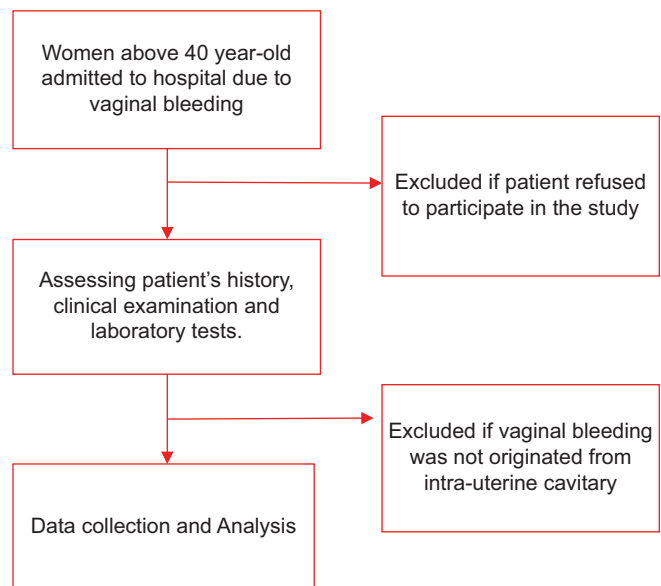 Women above 40 year-old
admitted to hospital due to
vaginal bleeding
Excluded if patient refused
to participate in the study
Assessing patient's history,
clinical examination and
laboratory tests.
Excluded if vaginal bleeding
was not originated from
intra-uterine cavitary
Data collection and Analysis